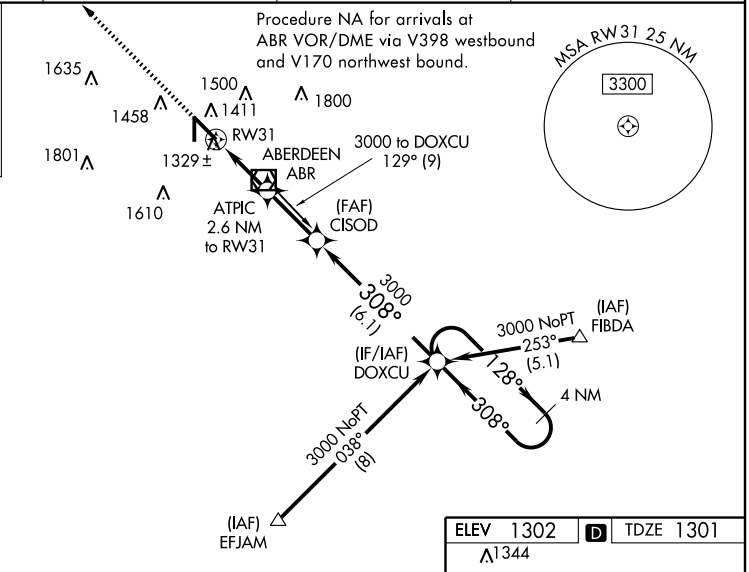 Procedure NA for arrivals at
ABR VOR/DME via V398 westbound
and V170 northwest bound.
MSA RW31 25 NM
3300
1635
1500
1458
1411
1800
RW31
1801
1329 ±
ABERDEEN
ABR
3000 to DOXCU
129° (9)
1610
ATPIC
2.6 NM
to RW31
(FAF)
CISOD
3000
308°
(6.1)
(IAF)
FIBDA
3000 NoPT
253°
(5.1)
(IF/IAF)
DOXCU
128°
4 NM
308°
3000 NoPT
038°
(8)
(IAF)
EFJAM
ELEV 1302 D TDZE 1301
1344